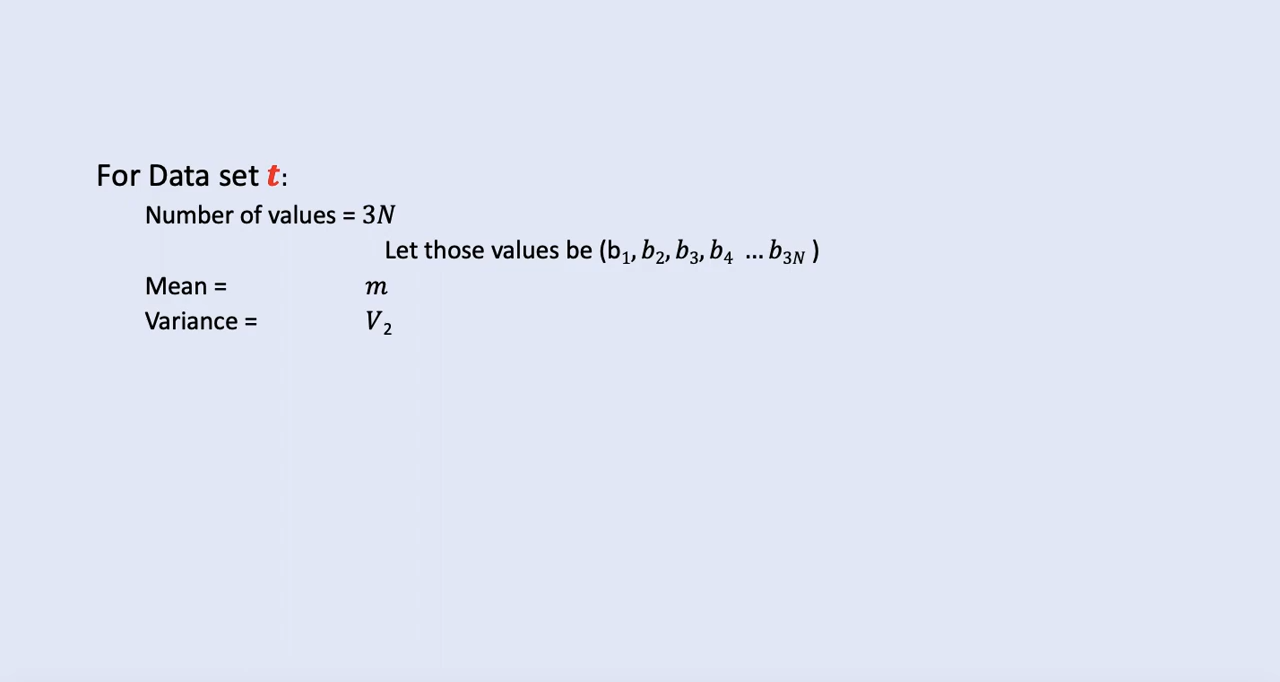 For Data set t:
Number of values = 3N
Let those values be (b₁, b₂, b₃, b₄ ... b₃N )
Mean = m
Variance = V₂